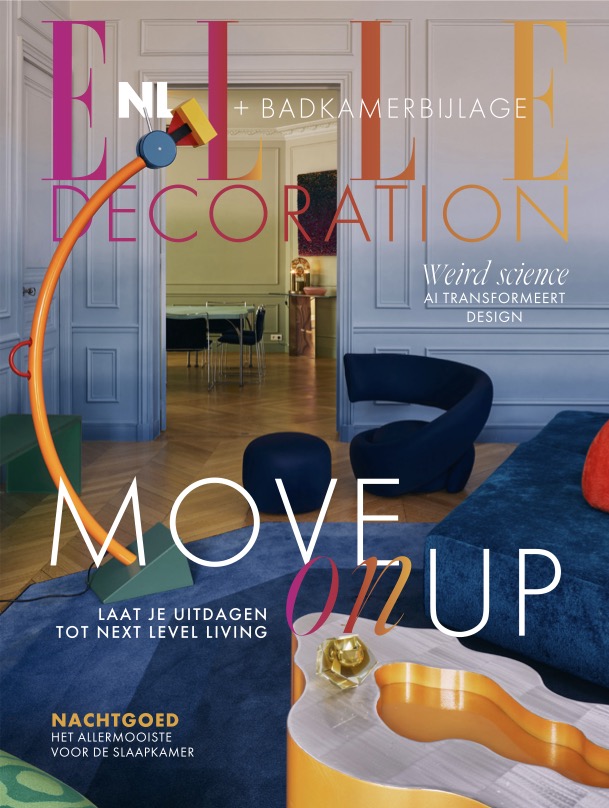 ELLE
NL + BADKAMERBIJLAGE
DECORATION
Weird science
AI TRANSFORMEERT
DESIGN
MOVE
on UP
LAAT JE UITDAGEN
TOT NEXT LEVEL LIVING
NACHTGOED
HET ALLERMOOISTE
VOOR DE SLAAPKAMER